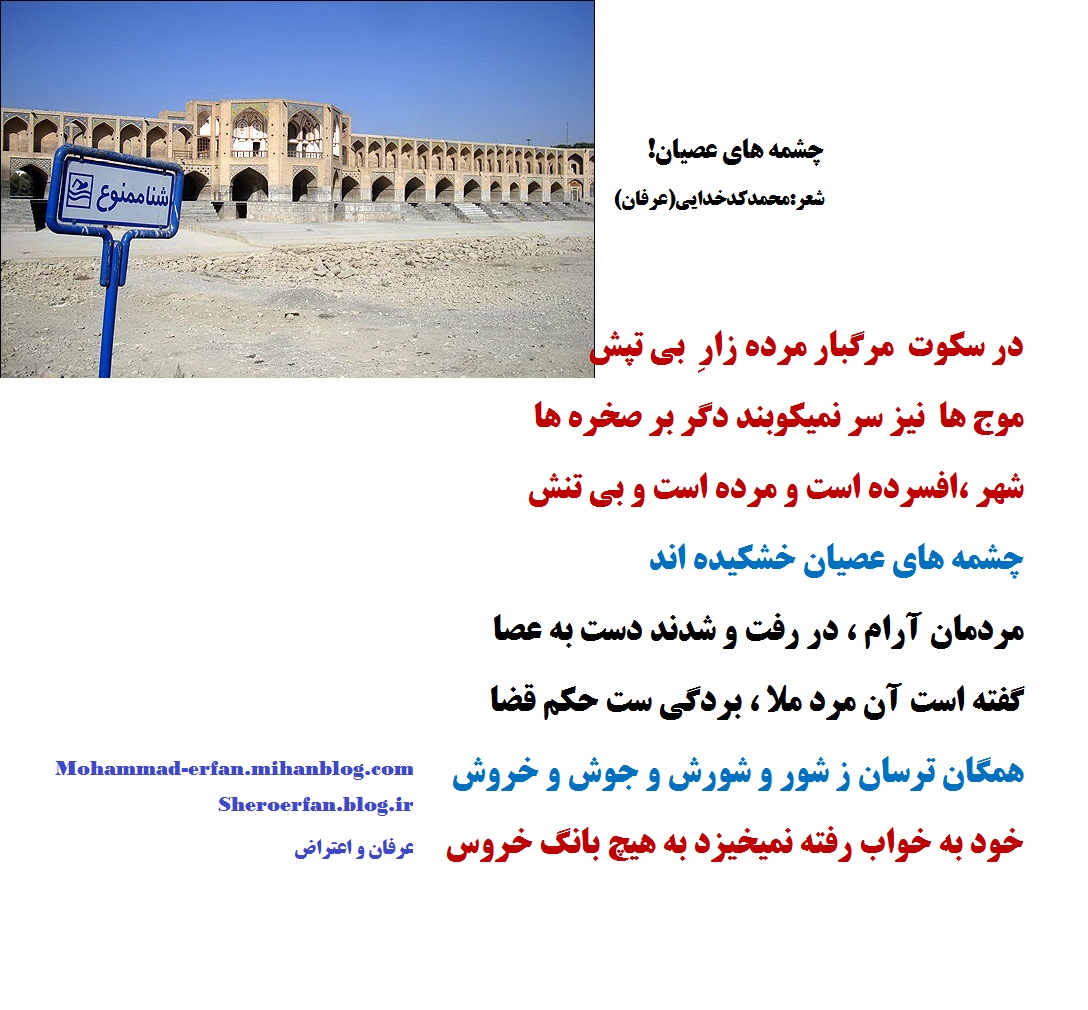 شنا ممنوع
چشمه های عصیان!
شعر:محمدکدخدایی(عرفان)
در سکوت مرگبار مرده زارِ بی تپش
موج ها نیز سر نمیکوبند دگر بر صخره ها
شهر ،افسرده است و مرده است و بی تنش
چشمه های عصیان خشکیده اند
مردمان آرام ، در رفت و شدند دست به عصا
گفته است آن مرد ملا ، بردگی ست حکم قضا
همگان ترسان ز شور و شورش و جوش و خروش
خود به خواب رفته نمیخیزد به هیچ بانگ خروس
Mohammad-erfan.mihanblog.com
Sheroerfan.blog.ir
عرفان و اعتراض